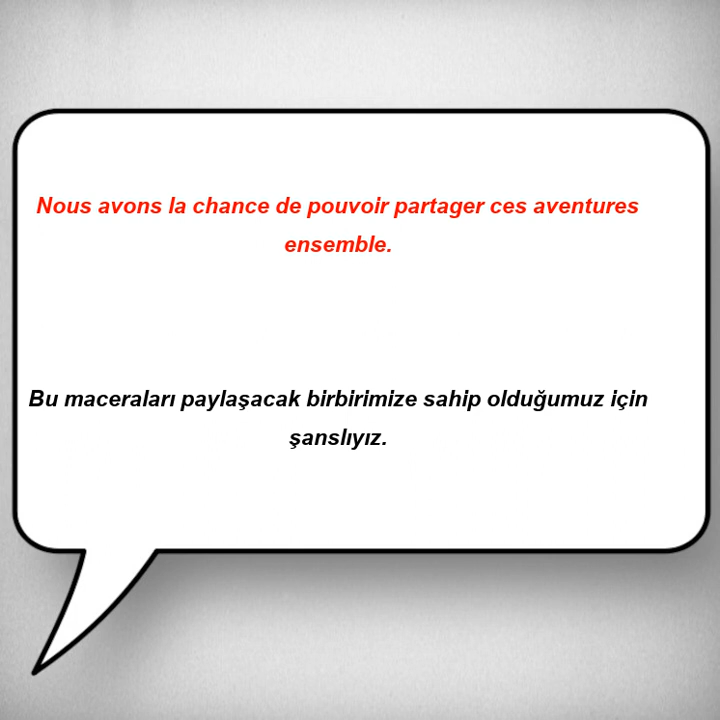 Nous avons la chance de pouvoir partager ces aventures
ensemble.
Bu maceraları paylaşacak birbirimize sahip olduğumuz için
şanslıyız.